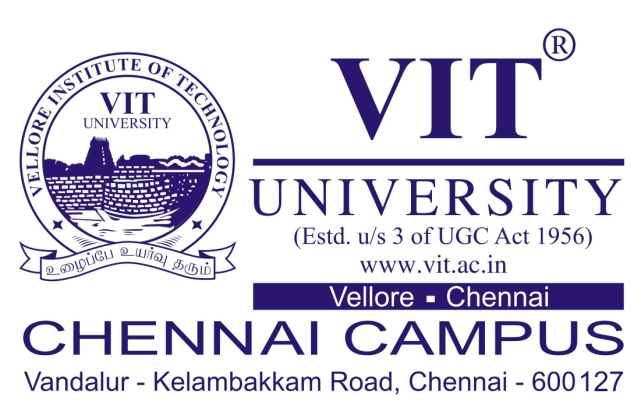 VELLORE INSTITUTE OF TECHNOLOGY
VIT
UNIVERSITY
உழைப்பே உயர்வு தரும்
VIT®
UNIVERSITY
(Estd. u/s 3 of UGC Act 1956)
www.vit.ac.in
Vellore ▪ Chennai
CHENNAI CAMPUS
Vandalur - Kelambakkam Road, Chennai - 600127